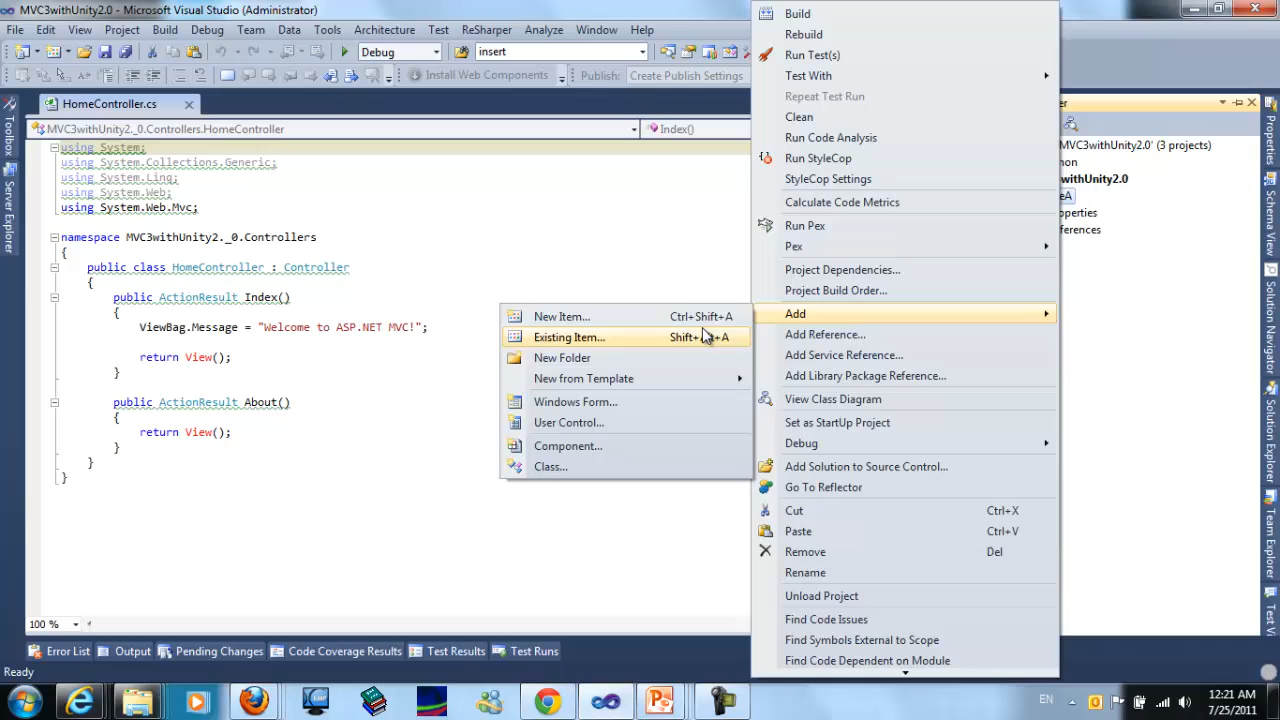 MVC3withUnity2.0 - Microsoft Visual Studio (Administrator)
File Edit View Project Build Debug Team Data Tools Architecture Test ReSharper Analyze Window Help
Debug insert
Install Web Components Publish: Create Publish Settings
HomeController.cs
MVC3withUnity2._0.Controllers.HomeController Index()
using System;
using System.Collections.Generic;
using System.Linq;
using System.Web;
using System.Web.Mvc;
namespace MVC3withUnity2._0.Controllers
{
public class HomeController : Controller
{
public ActionResult Index()
{
ViewBag.Message = "Welcome to ASP.NET MVC!";
return View();
}
public ActionResult About()
{
return View();
}
}
}
100 %
Toolbox
Server Explorer
New Item... Ctrl+Shift+A
Existing Item...
New Folder
New from Template
Windows Form...
User Control...
Component...
Class...
Build
Rebuild
Run Test(s)
Test With
Repeat Test Run
Clean
Run Code Analysis
Run StyleCop
StyleCop Settings
Calculate Code Metrics
Run Pex
Pex
Project Dependencies...
Project Build Order...
Add
Add Reference...
Add Service Reference...
Add Library Package Reference...
View Class Diagram
Set as StartUp Project
Debug
Add Solution to Source Control...
Go To Reflector
Cut Ctrl+X
Paste Ctrl+V
Remove Del
Rename
Unload Project
Find Code Issues
Find Symbols External to Scope
Find Code Dependent on Module
er
MVC3withUnity2.0' (3 projects)
non
withUnity2.0
eA
operties
ferences
Properties
Schema View
Solution Navigator
Solution Explorer
Team Explorer
Test Vi
Error List Output Pending Changes Code Coverage Results Test Results Test Runs
Ready
EN
12:21 AM
7/25/2011